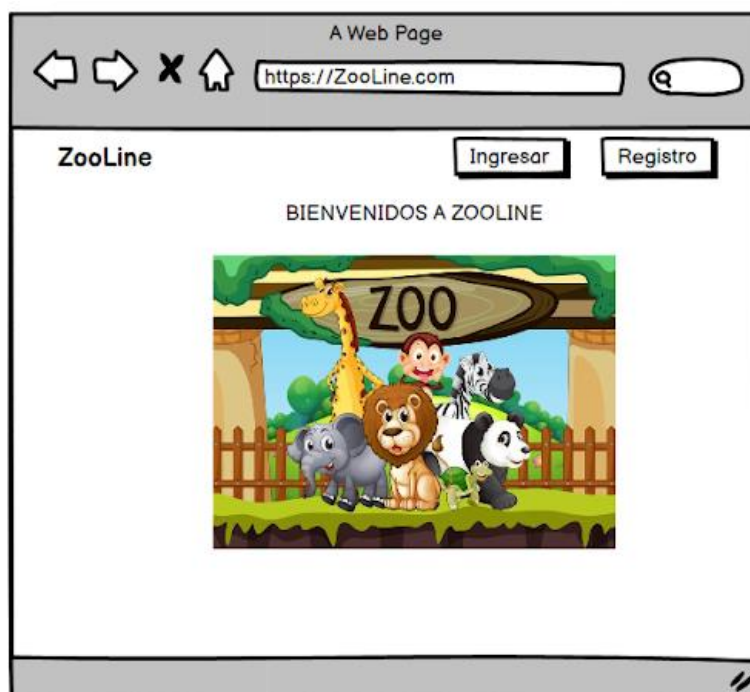 A Web Page
https://ZooLine.com
ZooLine
Ingresar
Registro
BIENVENIDOS A ZOOLINE
ZOO